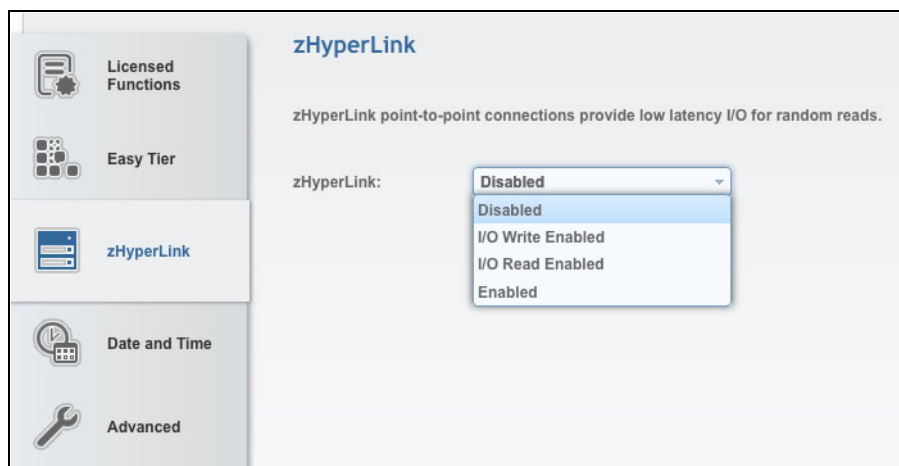 Licensed
Functions
Easy Tier
zHyperLink
Date and Time
Advanced
zHyperLink
zHyperLink point-to-point connections provide low latency I/O for random reads.
zHyperLink:
Disabled
Disabled
I/O Write Enabled
I/O Read Enabled
Enabled